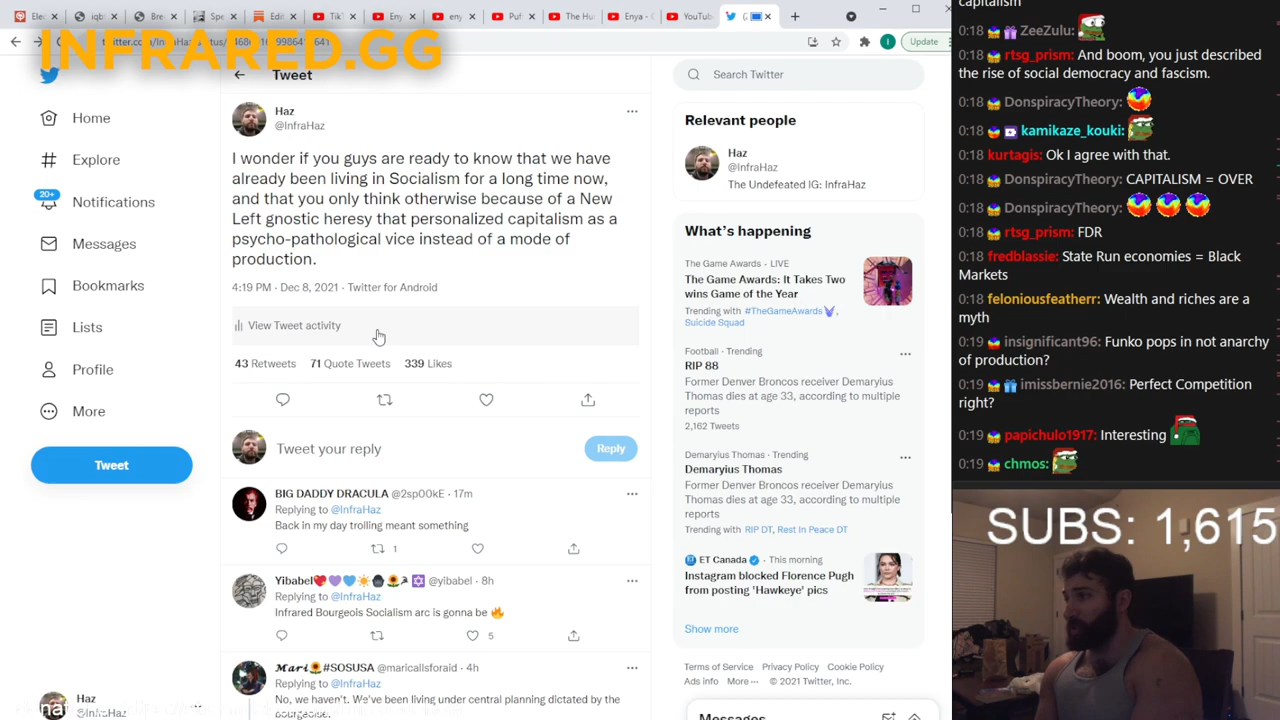 INFRARED.GG
Update
Tweet
Search Twitter
Home
Explore
20+
Notifications
Messages
Bookmarks
Lists
Profile
More
Tweet
Haz
@InfraHaz
Haz
@InfraHaz
I wonder if you guys are ready to know that we have
already been living in Socialism for a long time now,
and that you only think otherwise because of a New
Left gnostic heresy that personalized capitalism as a
psycho-pathological vice instead of a mode of
production.
4:19 PM · Dec 8, 2021 · Twitter for Android
View Tweet activity
43 Retweets 71 Quote Tweets 339 Likes
Tweet your reply
Reply
BIG DADDY DRACULA @2sp00kE · 17m
Replying to @InfraHaz
Back in my day trolling meant something
1
Yibabel @yibabel · 8h
Replying to @InfraHaz
Infrared Bourgeois Socialism arc is gonna be 🔥
5
Mari🌻#SOSUSA @maricallsforaid · 4h
Replying to @InfraHaz
No, we haven't. We've been living under central planning dictated by the
bourgeoise.
Relevant people
Haz
@InfraHaz
The Undefeated IG: InfraHaz
What's happening
The Game Awards · LIVE
The Game Awards: It Takes Two
wins Game of the Year
Trending with #TheGameAwards,
Suicide Squad
Football · Trending
RIP 88
Former Denver Broncos receiver Demaryius
Thomas dies at age 33, according to multiple
reports
2,162 Tweets
Demaryius Thomas · Trending
Demaryius Thomas
Former Denver Broncos receiver Demaryius
Thomas dies at age 33, according to multiple
reports
Trending with RIP DT, Rest In Peace DT
ET Canada · This morning
Instagram blocked Florence Pugh
from posting 'Hawkeye' pics
Show more
Terms of Service Privacy Policy Cookie Policy
Ads info More ··· © 2021 Twitter, Inc.
Messages
capitalism
0:18 ZeeZulu:
0:18 rtsg_prism: And boom, you just described
the rise of social democracy and fascism.
0:18 DonspiracyTheory:
0:18 kamikaze_kouki:
0:18 kurtagis: Ok I agree with that.
0:18 DonspiracyTheory: CAPITALISM = OVER
0:18 DonspiracyTheory:
0:18 rtsg_prism: FDR
0:18 fredblassie: State Run economies = Black
Markets
0:18 feloniousfeatherr: Wealth and riches are a
myth
0:19 insignificant96: Funko pops in not anarchy
of production?
0:19 imissbernie2016: Perfect Competition
right?
0:19 papichulo1917: Interesting
0:19 chmos:
SUBS: 1,615